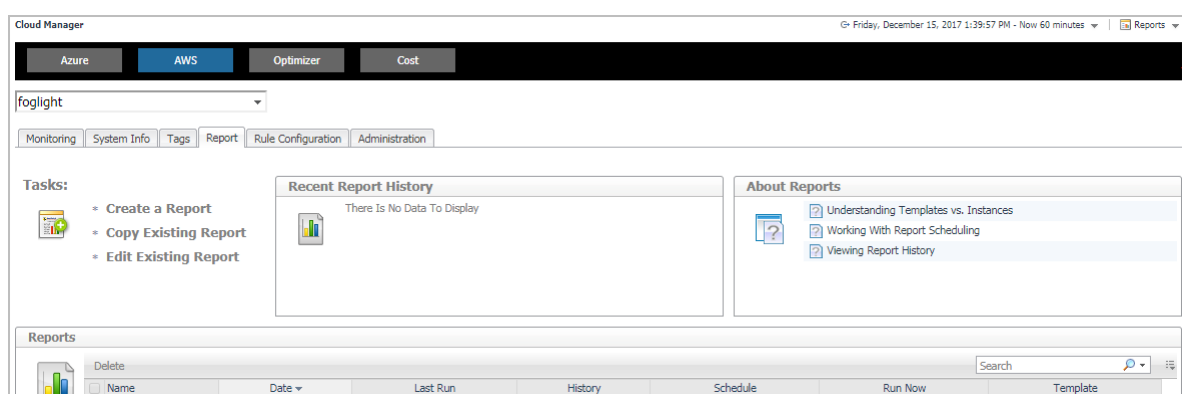 Cloud Manager
Friday, December 15, 2017 1:39:57 PM - Now 60 minutes
Reports
Azure AWS Optimizer Cost
foglight
Monitoring System Info Tags Report Rule Configuration Administration
Tasks:
* Create a Report
* Copy Existing Report
* Edit Existing Report
Recent Report History
There Is No Data To Display
About Reports
Understanding Templates vs. Instances
Working With Report Scheduling
Viewing Report History
Reports
Delete
Search
Name Date Last Run History Schedule Run Now Template